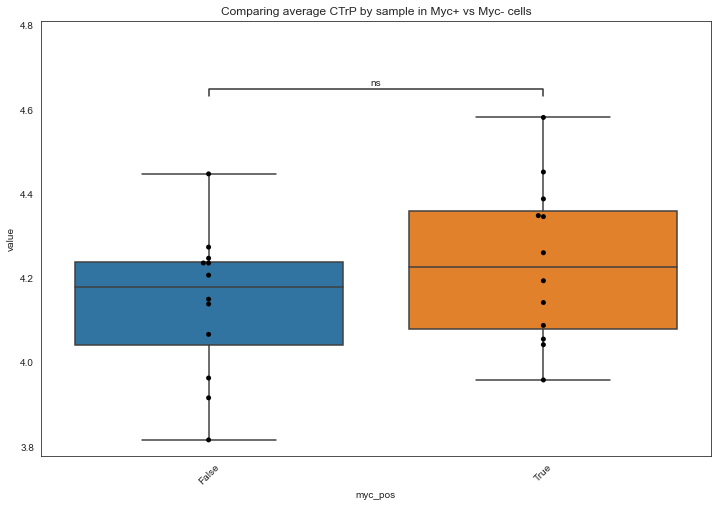 Comparing average CTrP by sample in Myc+ vs Myc- cells
4.8
4.6
4.4
4.2
4.0
3.8
value
ns
False
True
myc_pos